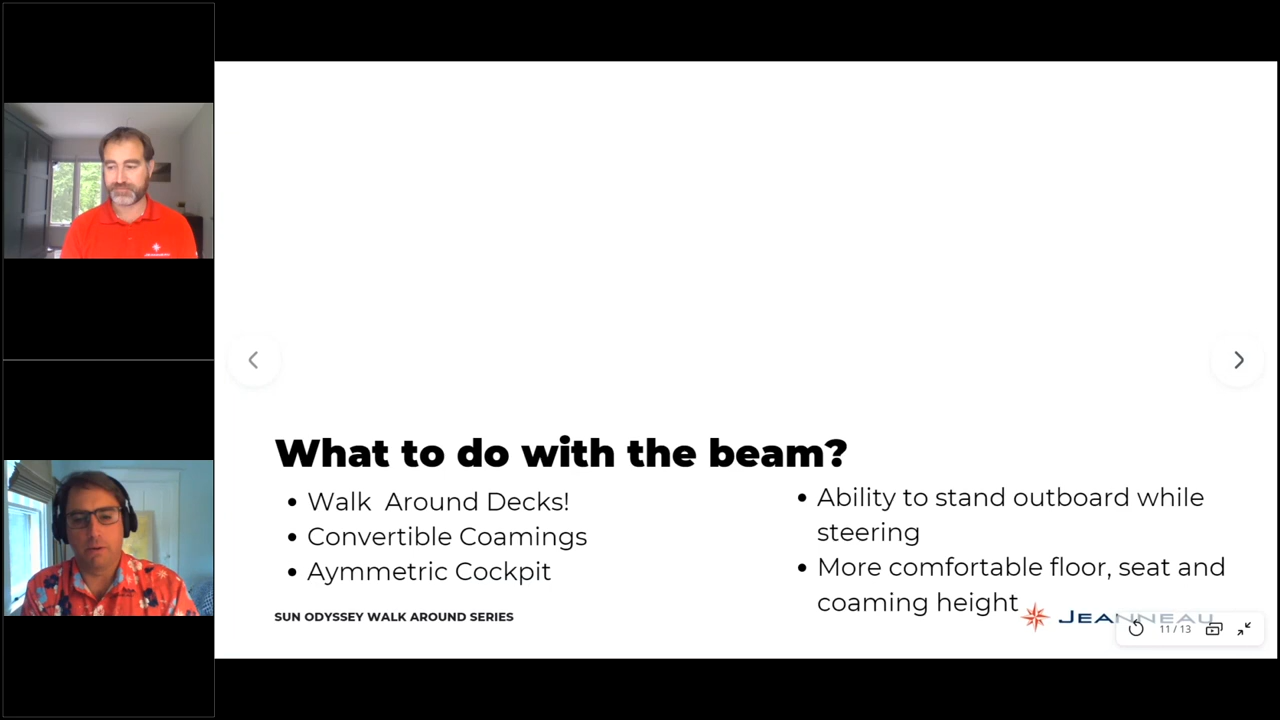 What to do with the beam?
Walk Around Decks!
Convertible Coamings
Aymmetric Cockpit
Ability to stand outboard while
steering
More comfortable floor, seat and
coaming height
SUN ODYSSEY WALK AROUND SERIES
JEANNEAU
11 / 13